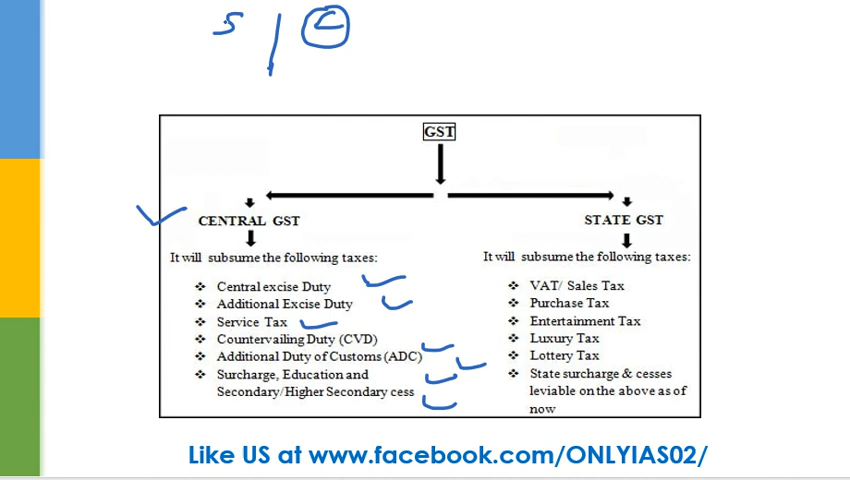 S / C
GST
CENTRAL GST
It will subsume the following taxes:
❖ Central excise Duty
❖ Additional Excise Duty
❖ Service Tax
❖ Countervailing Duty (CVD)
❖ Additional Duty of Customs (ADC)
❖ Surcharge, Education and
Secondary/Higher Secondary cess
STATE GST
It will subsume the following taxes:
❖ VAT/ Sales Tax
❖ Purchase Tax
❖ Entertainment Tax
❖ Luxury Tax
❖ Lottery Tax
❖ State surcharge & cesses
leviable on the above as of
now
Like US at www.facebook.com/ONLYIAS02/